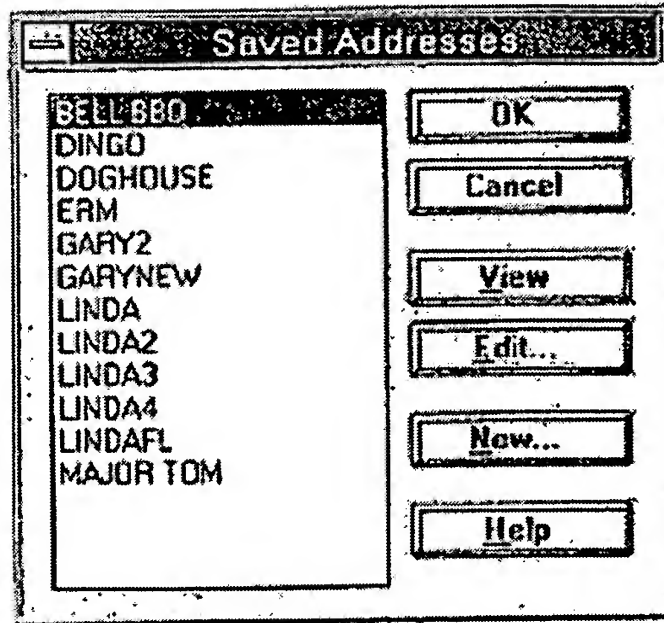 Saved Addresses
BELL BBQ
DINGO
DOGHOUSE
ERM
GARY2
GARYNEW
LINDA
LINDA2
LINDA3
LINDA4
LINDAFL
MAJOR TOM
OK
Cancel
View
Edit...
New...
Help